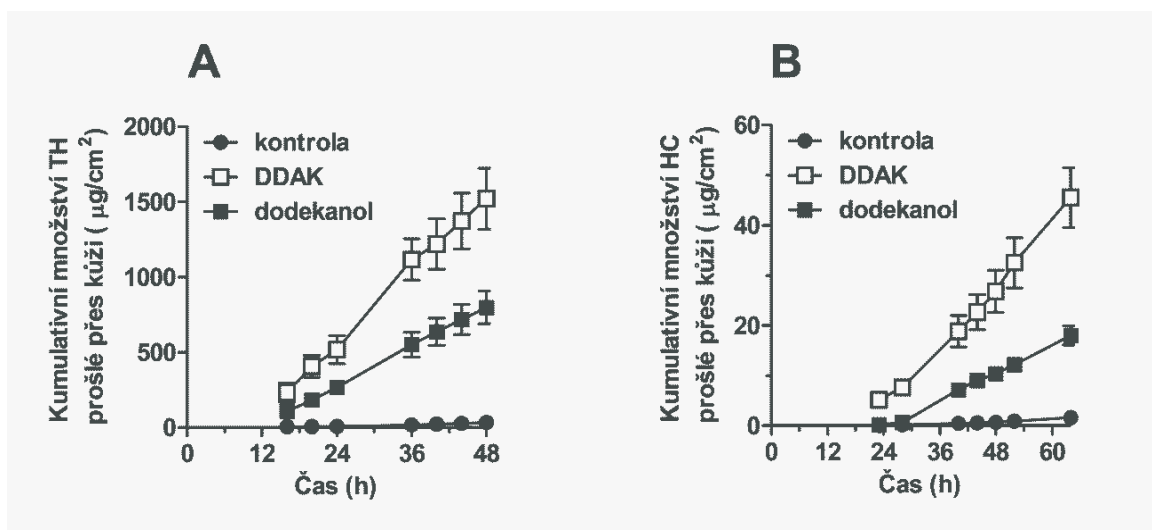 A
Kumulativní množství TH
prošlé přes kůži ( µg/cm²)
2000
1500
1000
500
0
kontrola
DDAK
dodekanol
0 12 24 36 48
Čas (h)
B
Kumulativní množství HC
prošlé přes kůži ( µg/cm²)
60
40
20
0
kontrola
DDAK
dodekanol
0 12 24 36 48 60
Čas (h)